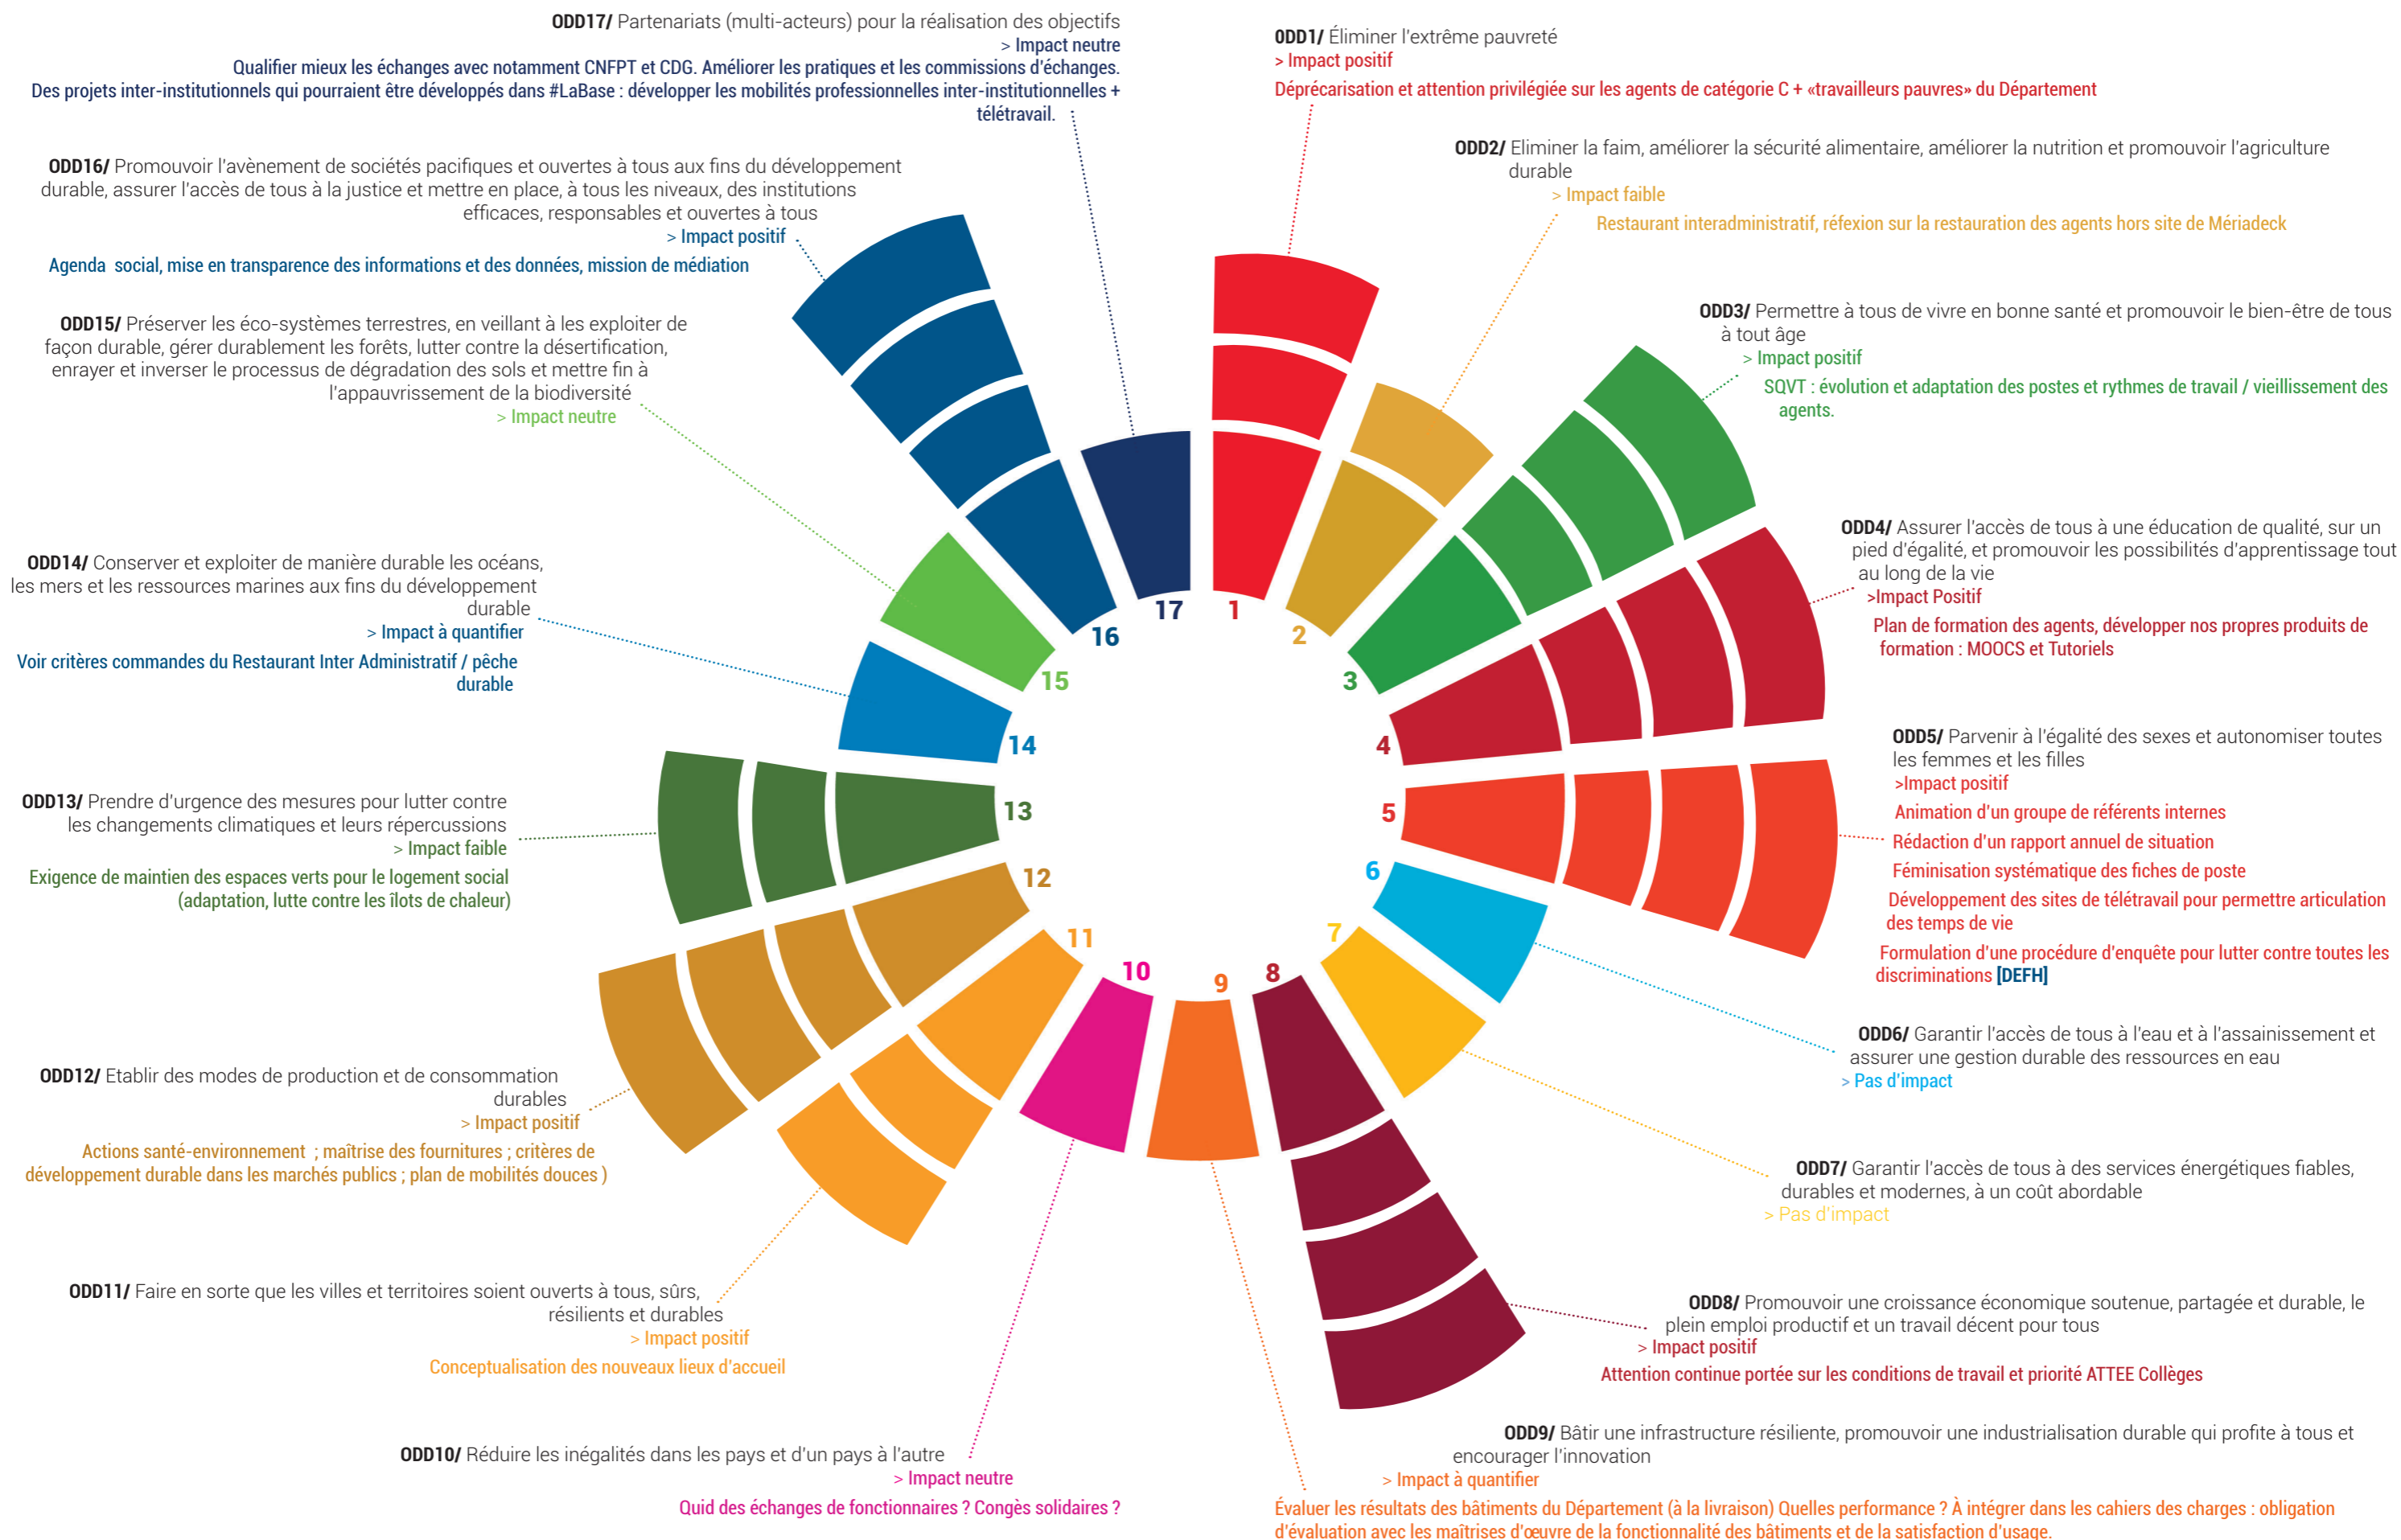 ODD17/ Partenariats (multi-acteurs) pour la réalisation des objectifs
> Impact neutre
Qualifier mieux les échanges avec notamment CNFPT et CDG. Améliorer les pratiques et les commissions d'échanges.
Des projets inter-institutionnels qui pourraient être développés dans #LaBase : développer les mobilités professionnelles inter-institutionnelles +
télétravail.
0DD1/ Éliminer l'extrême pauvreté
> Impact positif
Déprécarisation et attention privilégiée sur les agents de catégorie C + «travailleurs pauvres» du Département
ODD2/ Eliminer la faim, améliorer la sécurité alimentaire, améliorer la nutrition et promouvoir l'agriculture
durable
> Impact faible
Restaurant interadministratif, réfexion sur la restauration des agents hors site de Mériadeck
ODD16/ Promouvoir l'avènement de sociétés pacifiques et ouvertes à tous aux fins du développement
durable, assurer l'accès de tous à la justice et mettre en place, à tous les niveaux, des institutions
efficaces, responsables et ouvertes à tous
> Impact positif
Agenda social, mise en transparence des informations et des données, mission de médiation
ODD3/ Permettre à tous de vivre en bonne santé et promouvoir le bien-être de tous
à tout âge
> Impact positif
SQVT : évolution et adaptation des postes et rythmes de travail / vieillissement des
agents.
ODD15/ Préserver les éco-systèmes terrestres, en veillant à les exploiter de
façon durable, gérer durablement les forêts, lutter contre la désertification,
enrayer et inverser le processus de dégradation des sols et mettre fin à
l'appauvrissement de la biodiversité
> Impact neutre
ODD4/ Assurer l'accès de tous à une éducation de qualité, sur un
pied d'égalité, et promouvoir les possibilités d'apprentissage tout
au long de la vie
>Impact Positif
Plan de formation des agents, développer nos propres produits de
formation : MOOCS et Tutoriels
ODD14/ Conserver et exploiter de manière durable les océans,
les mers et les ressources marines aux fins du développement
durable
> Impact à quantifier
Voir critères commandes du Restaurant Inter Administratif / pêche
durable
17
1
16
2
15
3
14
4
13
5
12
6
11
7
10
9
8
ODD5/ Parvenir à l'égalité des sexes et autonomiser toutes
les femmes et les filles
>Impact positif
Animation d'un groupe de référents internes
Rédaction d'un rapport annuel de situation
Féminisation systématique des fiches de poste
Développement des sites de télétravail pour permettre articulation
des temps de vie
Formulation d'une procédure d'enquête pour lutter contre toutes les
discriminations [DEFH]
ODD13/ Prendre d'urgence des mesures pour lutter contre
les changements climatiques et leurs répercussions
> Impact faible
Exigence de maintien des espaces verts pour le logement social
(adaptation, lutte contre les îlots de chaleur)
ODD6/ Garantir l'accès de tous à l'eau et à l'assainissement et
assurer une gestion durable des ressources en eau
> Pas d'impact
ODD12/ Etablir des modes de production et de consommation
durables
> Impact positif
Actions santé-environnement ; maîtrise des fournitures ; critères de
développement durable dans les marchés publics ; plan de mobilités douces )
ODD7/ Garantir l'accès de tous à des services énergétiques fiables,
durables et modernes, à un coût abordable
> Pas d'impact
ODD11/ Faire en sorte que les villes et territoires soient ouverts à tous, sûrs,
résilients et durables
> Impact positif
Conceptualisation des nouveaux lieux d'accueil
ODD8/ Promouvoir une croissance économique soutenue, partagée et durable, le
plein emploi productif et un travail décent pour tous
> Impact positif
Attention continue portée sur les conditions de travail et priorité ATTEE Collèges
ODD10/ Réduire les inégalités dans les pays et d'un pays à l'autre
> Impact neutre
Quid des échanges de fonctionnaires ? Congès solidaires ?
ODD9/ Bâtir une infrastructure résiliente, promouvoir une industrialisation durable qui profite à tous et
encourager l'innovation
> Impact à quantifier
Évaluer les résultats des bâtiments du Département (à la livraison) Quelles performance ? À intégrer dans les cahiers des charges : obligation
d'évaluation avec les maîtrises d'œuvre de la fonctionnalité des bâtiments et de la satisfaction d'usage.